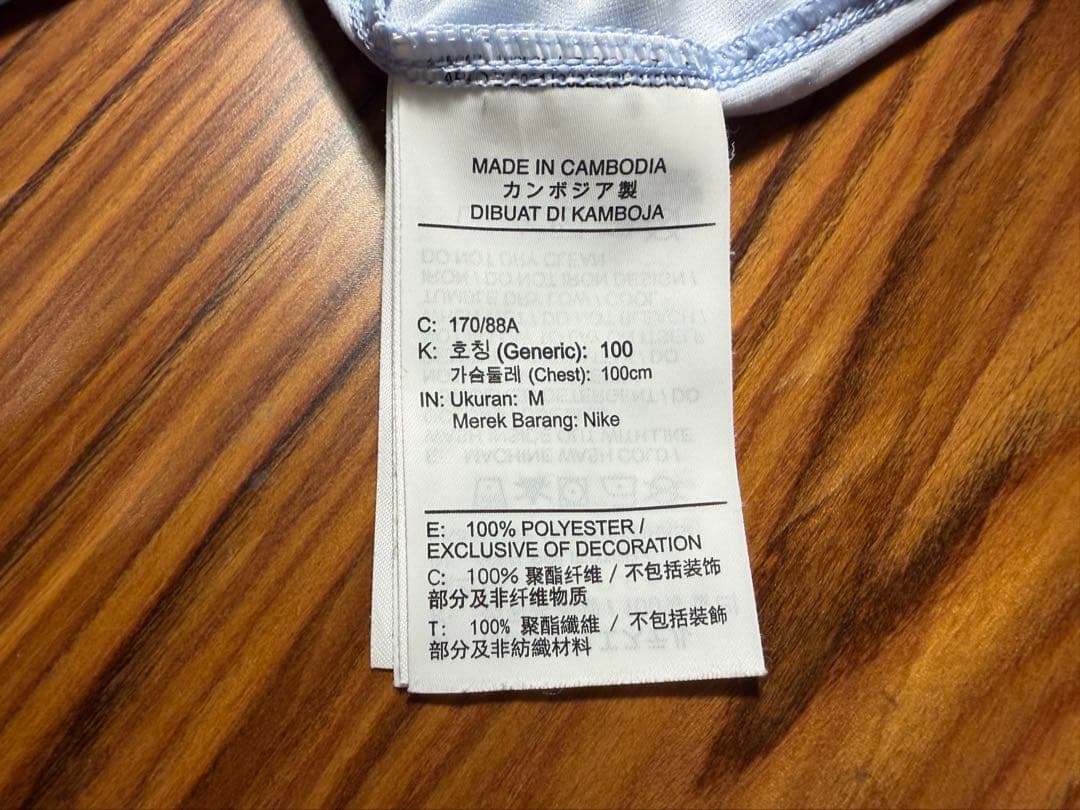 MADE IN CAMBODIA
カンボジア製
DIBUAT DI KAMBOJA
C: 170/88A
K: 호칭 (Generic): 100
가슴둘레 (Chest): 100cm
IN: Ukuran: M
Merek Barang: Nike
E: 100% POLYESTER /
EXCLUSIVE OF DECORATION
C: 100% 聚酯纤维 / 不包括装饰
部分及非纤维物质
T: 100% 聚酯纖維 / 不包括裝飾
部分及非紡織材料